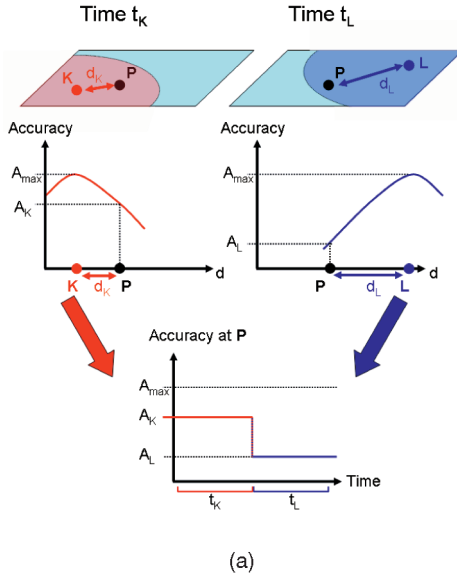 Time tK Time tL
K dK P
P dL L
Accuracy Accuracy
Amax Amax
AK
AL
K dK P d
P dL L d
Accuracy at P
Amax
AK
AL
Time
tK tL
(a)